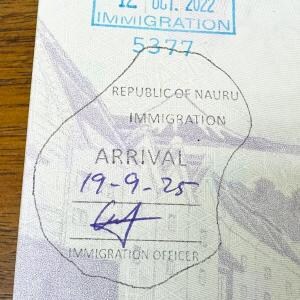 12 OCT. 2022
IMMIGRATION
5377
REPUBLIC OF NAURU
IMMIGRATION
ARRIVAL
19-9-25
IMMIGRATION OFFICER